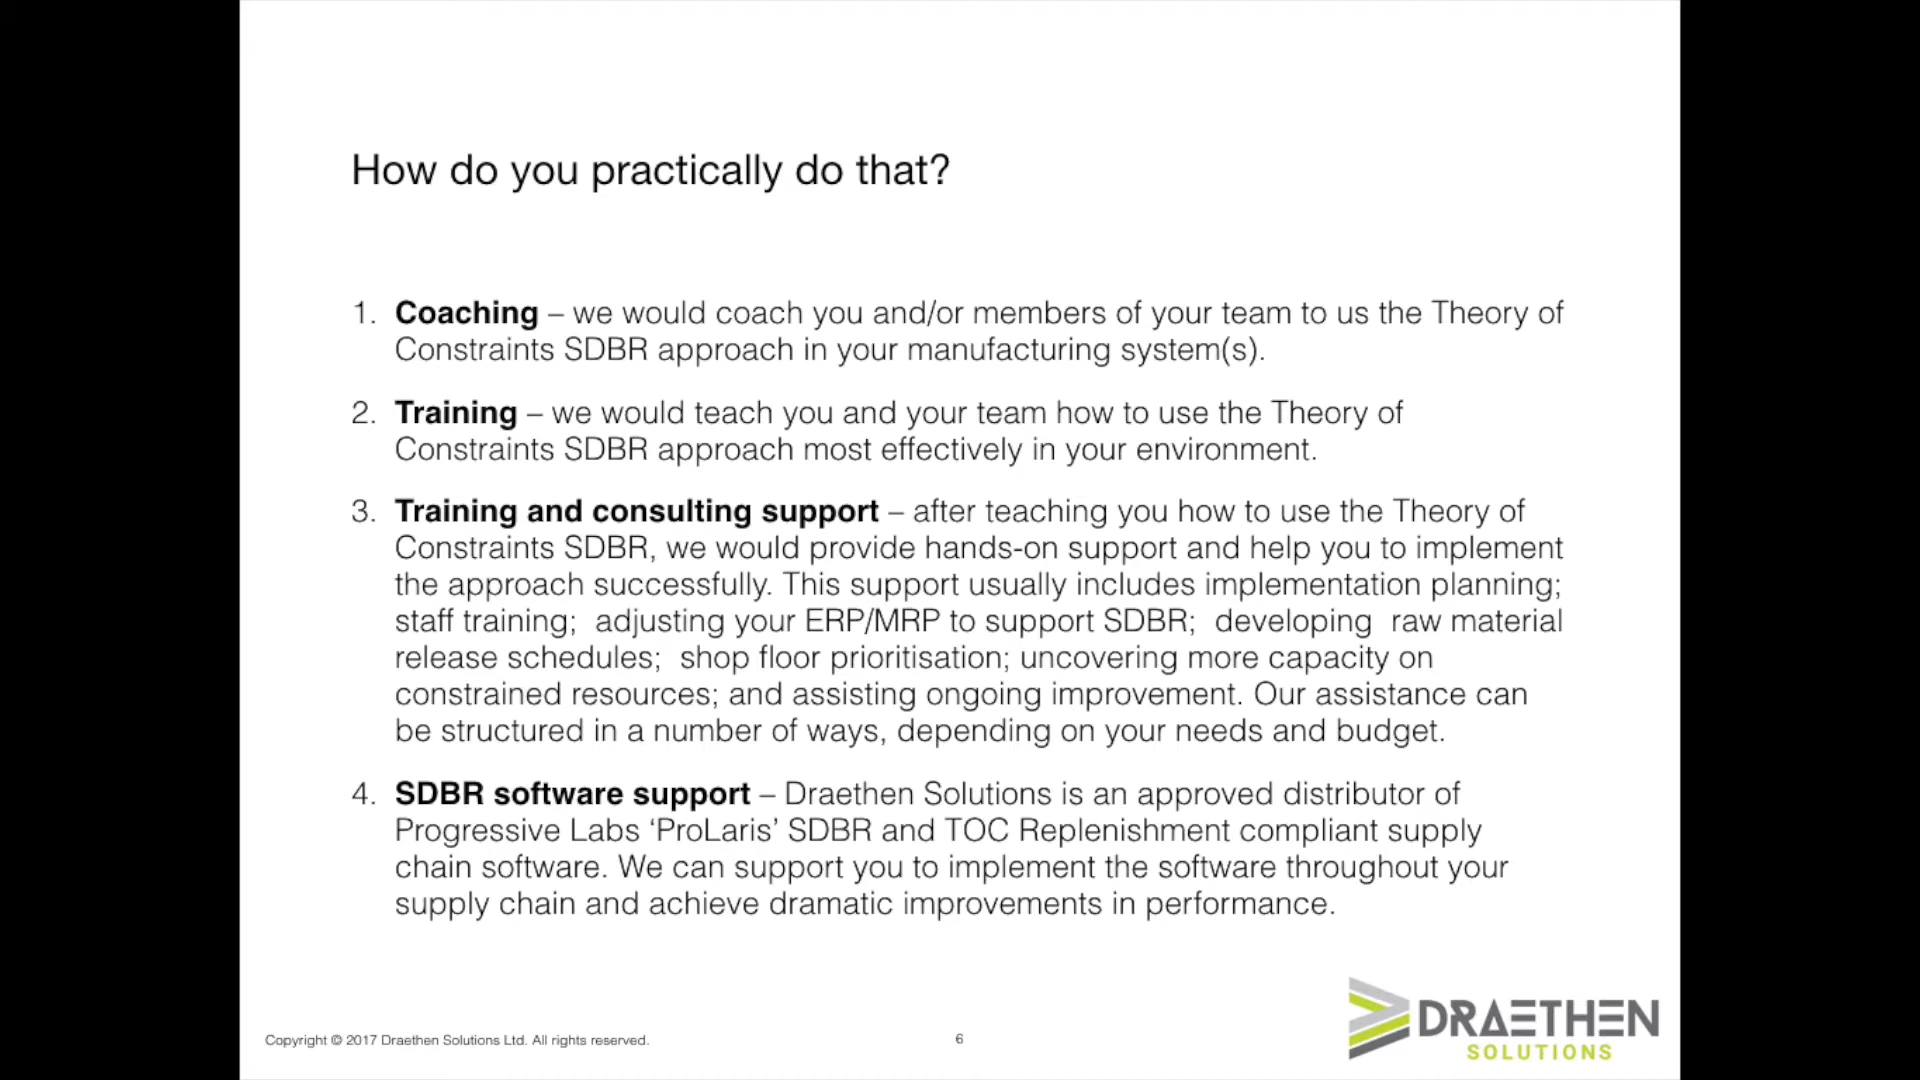 How do you practically do that?
1. Coaching – we would coach you and/or members of your team to us the Theory of
Constraints SDBR approach in your manufacturing system(s).
2. Training – we would teach you and your team how to use the Theory of
Constraints SDBR approach most effectively in your environment.
3. Training and consulting support – after teaching you how to use the Theory of
Constraints SDBR, we would provide hands-on support and help you to implement
the approach successfully. This support usually includes implementation planning;
staff training;  adjusting your ERP/MRP to support SDBR;  developing  raw material
release schedules;  shop floor prioritisation; uncovering more capacity on
constrained resources; and assisting ongoing improvement. Our assistance can
be structured in a number of ways, depending on your needs and budget.
4. SDBR software support – Draethen Solutions is an approved distributor of
Progressive Labs ‘ProLaris’ SDBR and TOC Replenishment compliant supply
chain software. We can support you to implement the software throughout your
supply chain and achieve dramatic improvements in performance.
Copyright © 2017 Draethen Solutions Ltd. All rights reserved.
6
DRAETHEN
SOLUTIONS